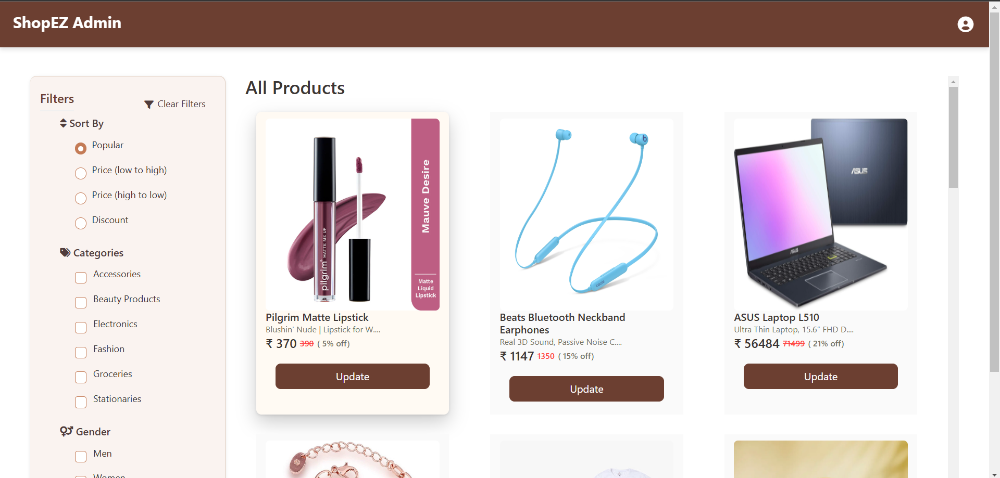 ShopEZ Admin
Filters
Clear Filters
Sort By
Popular
Price (low to high)
Price (high to low)
Discount
Categories
Accessories
Beauty Products
Electronics
Fashion
Groceries
Stationaries
Gender
Men
Women
All Products
Mauve Desire
Matte
Liquid
Lipstick
pilgrim® MATTE ME UP
Pilgrim Matte Lipstick
Blushin' Nude | Lipstick for W....
₹ 370 390 ( 5% off)
Update
b
beats
Beats Bluetooth Neckband
Earphones
Real 3D Sound, Passive Noise C....
₹ 1147 1350 ( 15% off)
Update
ASUS
ASUS
ASUS Laptop L510
Ultra Thin Laptop, 15.6” FHD D....
₹ 56484 71499 ( 21% off)
Update